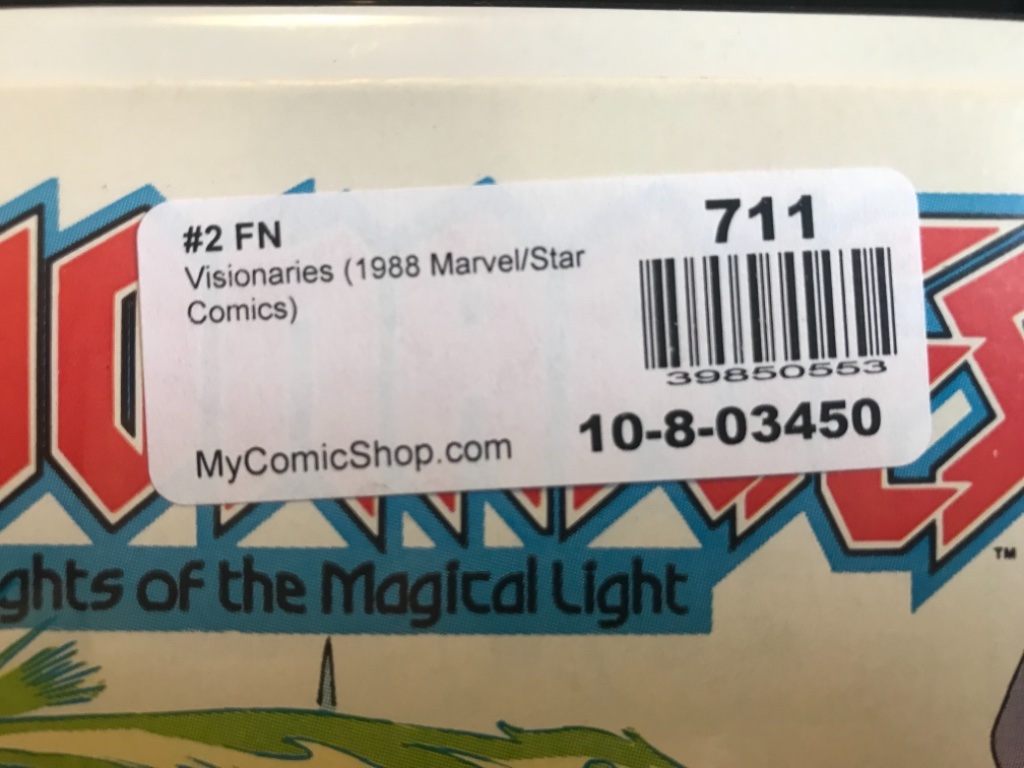 #2 FN
Visionaries (1988 Marvel/Star
Comics)
711
39850553
10-8-03450
MyComicShop.com
TM
ghts of the Magical Light